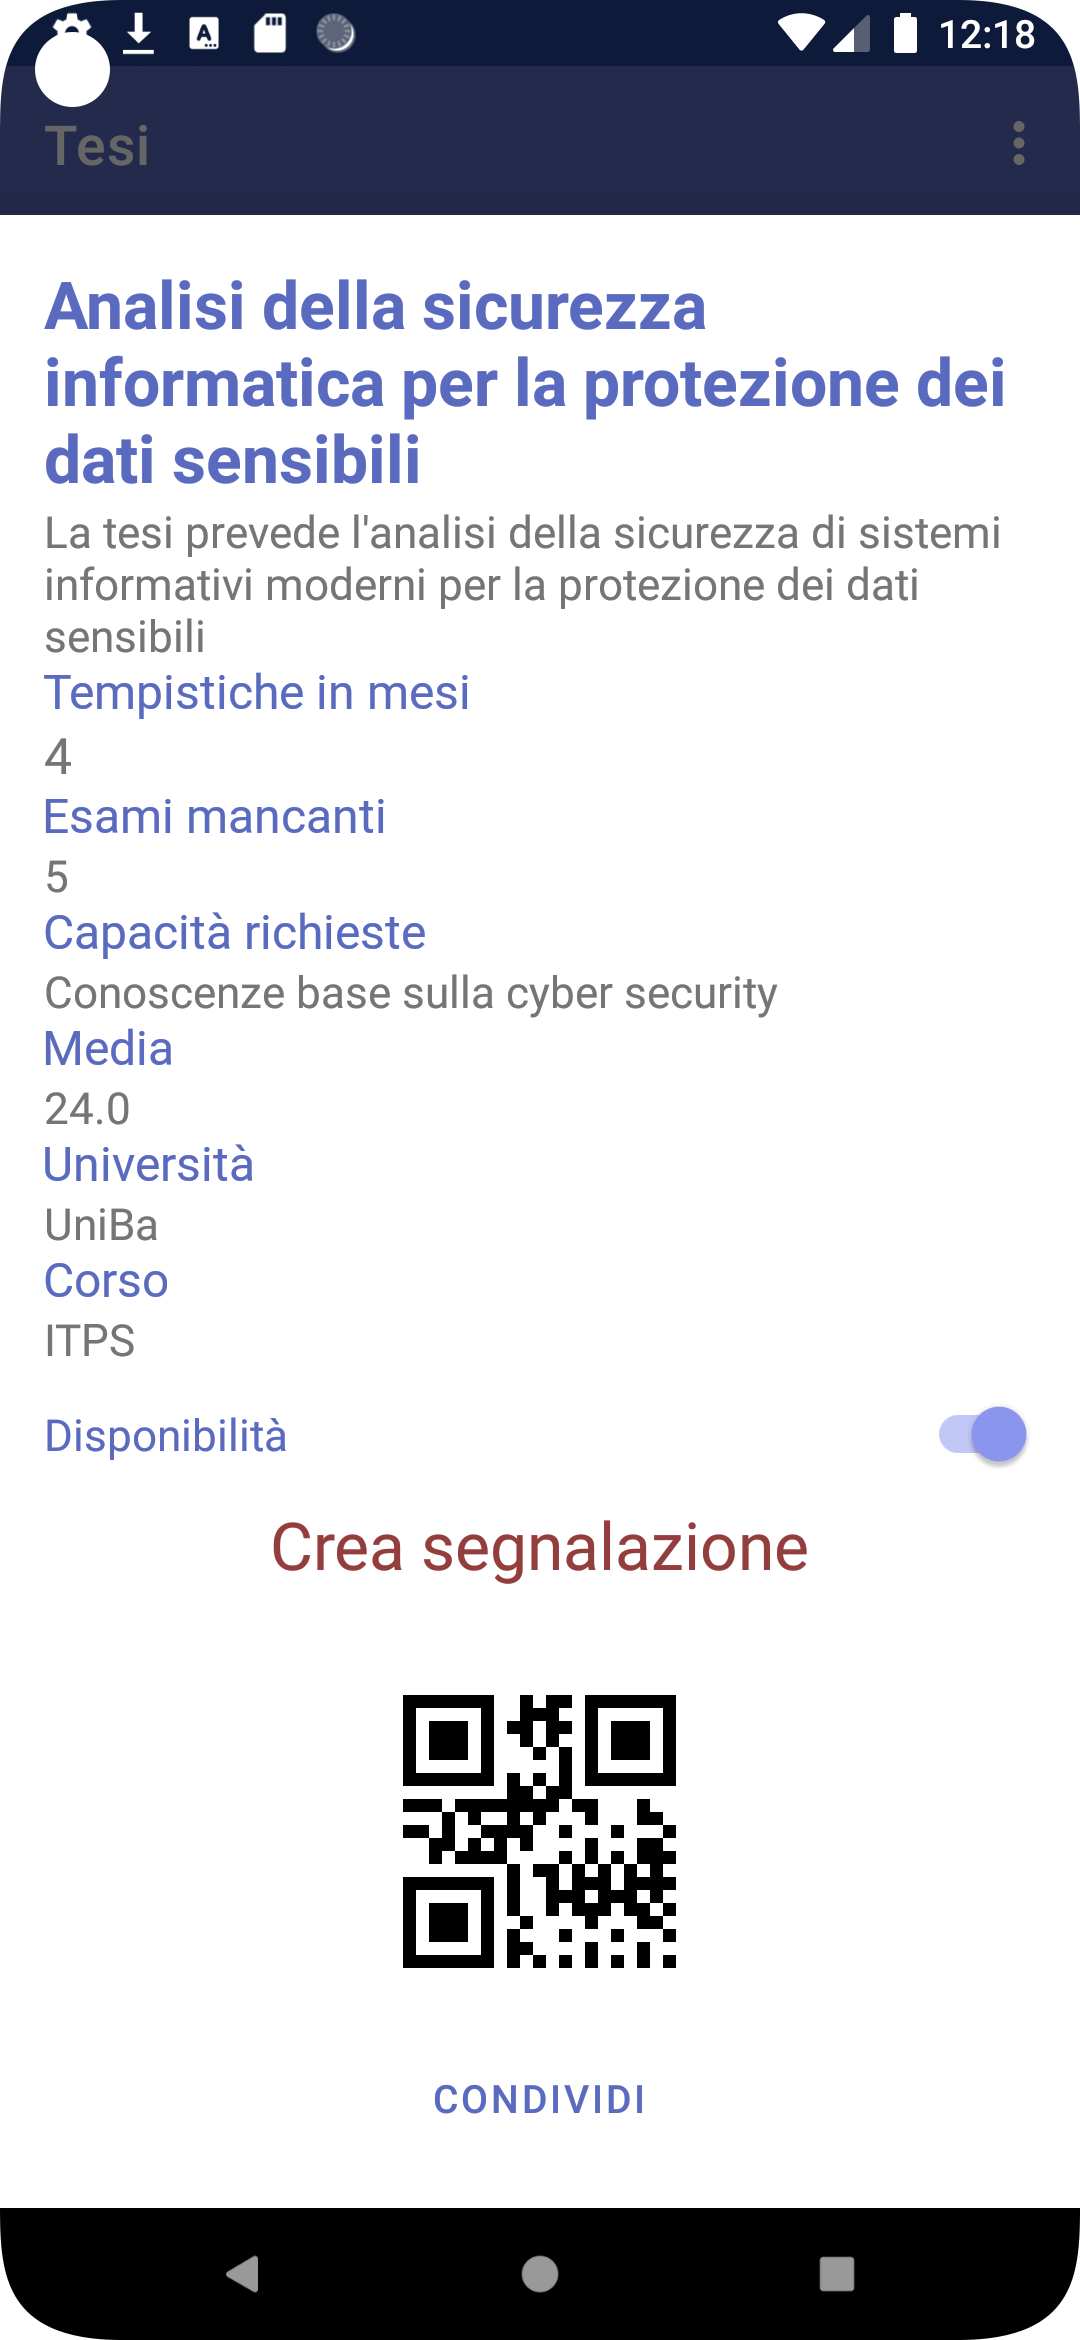 12:18
Tesi
Analisi della sicurezza
informatica per la protezione dei
dati sensibili
La tesi prevede l'analisi della sicurezza di sistemi
informativi moderni per la protezione dei dati
sensibili
Tempistiche in mesi
4
Esami mancanti
5
Capacità richieste
Conoscenze base sulla cyber security
Media
24.0
Università
UniBa
Corso
ITPS
Disponibilità
Crea segnalazione
CONDIVIDI